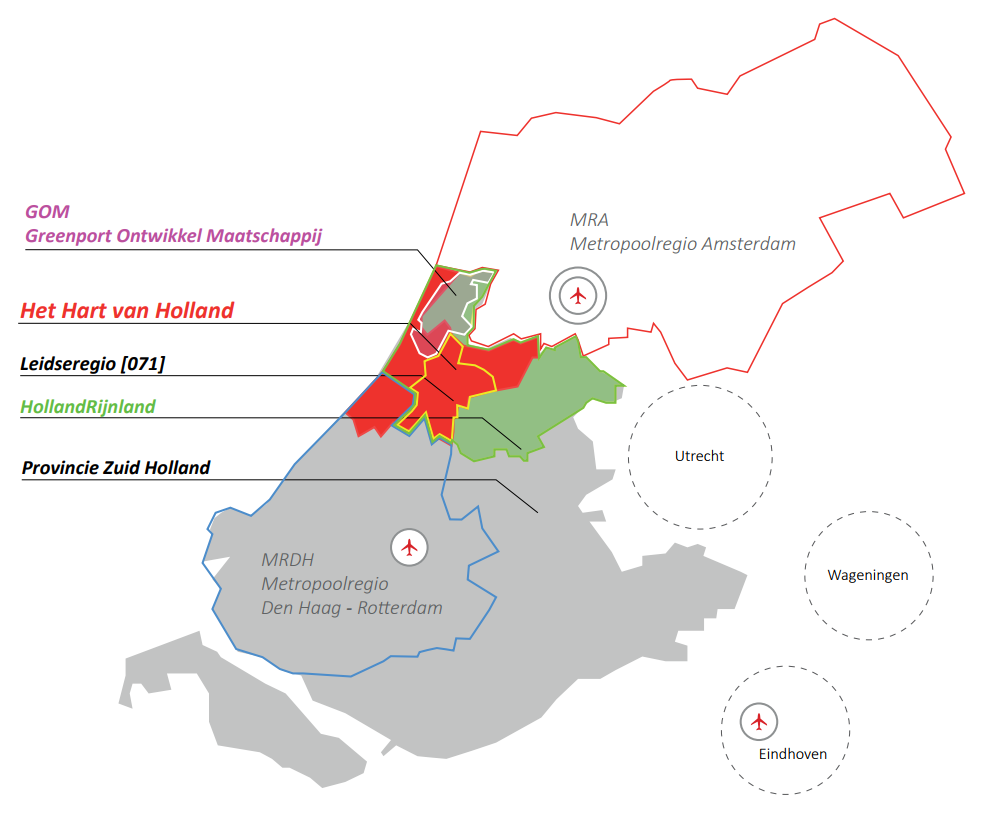 GOM
Greenport Ontwikkel Maatschappij
MRA
Metropoolregio Amsterdam
Het Hart van Holland
Leidseregio [071]
HollandRijnland
Provincie Zuid Holland
Utrecht
MRDH
Metropoolregio
Den Haag - Rotterdam
Wageningen
Eindhoven